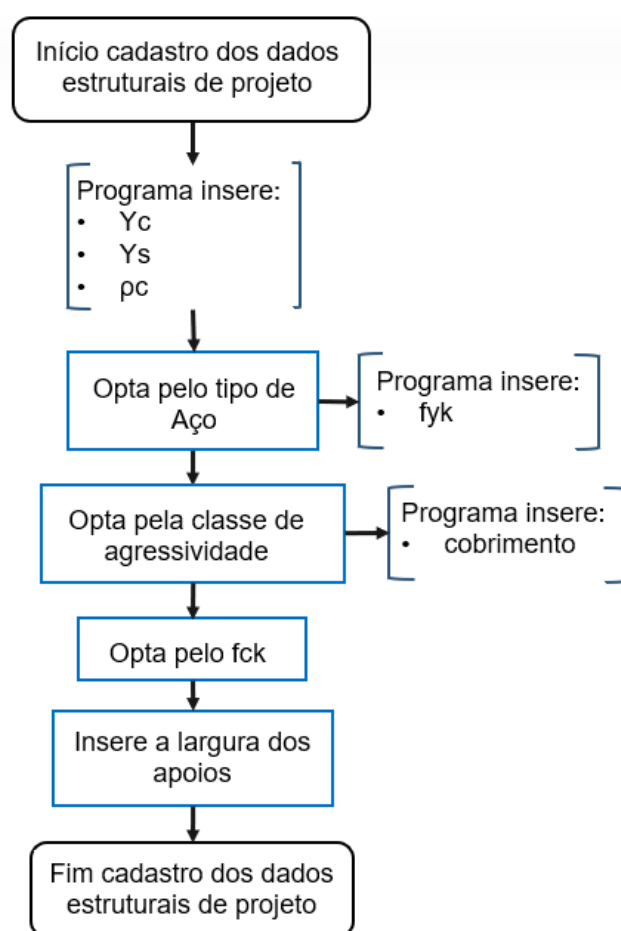 Início cadastro dos dados
estruturais de projeto
Programa insere:
• Yc
• Ys
• ρc
Opta pelo tipo de
Aço
Programa insere:
• fyk
Opta pela classe de
agressividade
Programa insere:
• cobrimento
Opta pelo fck
Insere a largura dos
apoios
Fim cadastro dos dados
estruturais de projeto